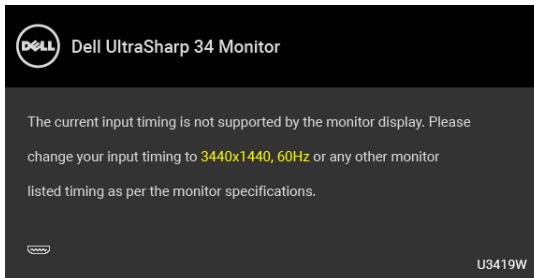 DELL
Dell UltraSharp 34 Monitor
The current input timing is not supported by the monitor display. Please
change your input timing to 3440x1440, 60Hz or any other monitor
listed timing as per the monitor specifications.
U3419W